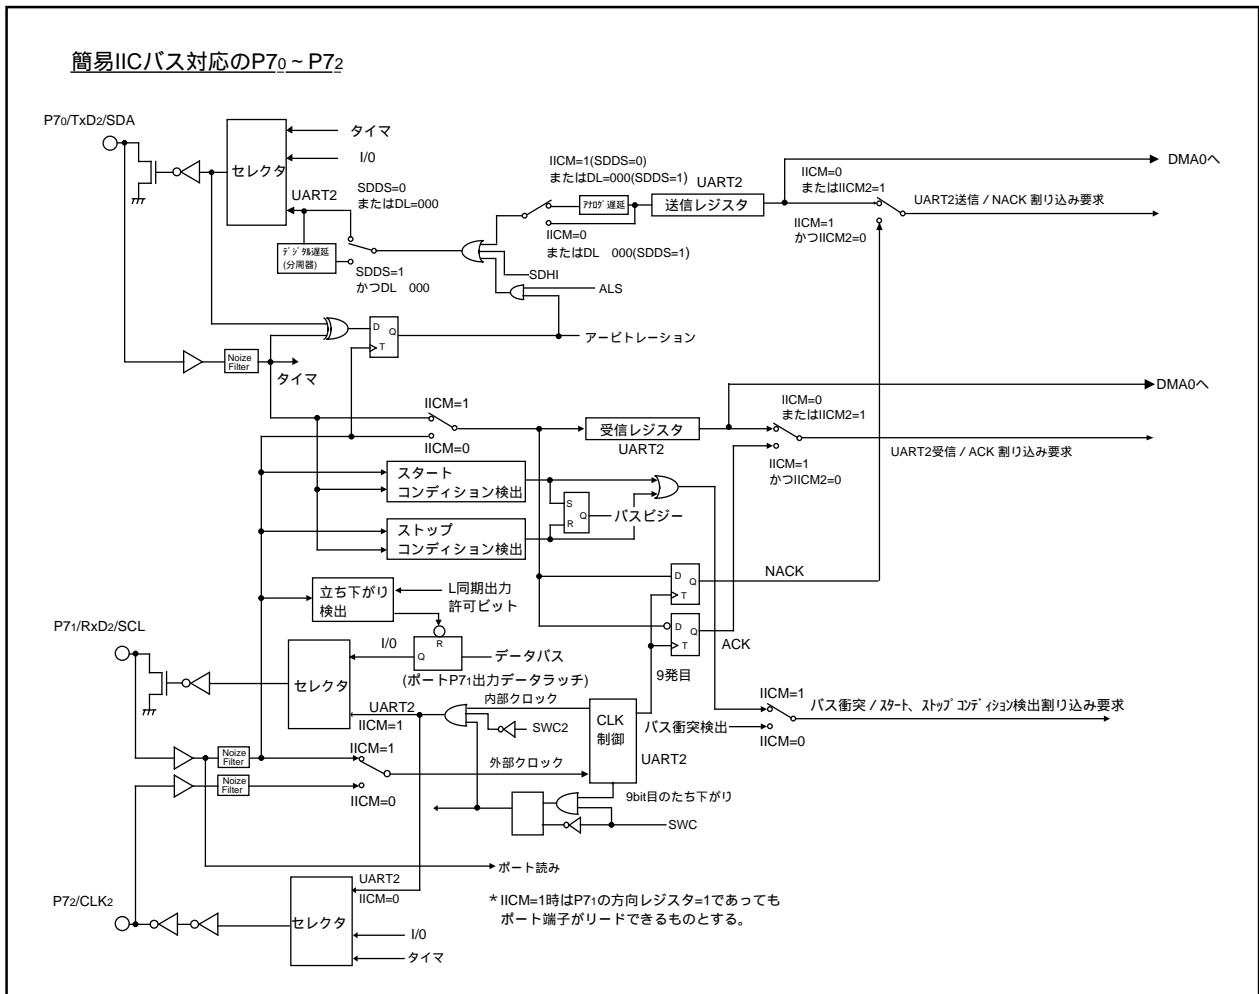 簡易IICバス対応のP70 ~ P72
P70/TxD2/SDA
セレクタ
タイマ
I/0
UART2
SDDS=0
またはDL=000
デジタル遅延
(分周器)
SDDS=1
かつDL 000
IICM=1(SDDS=0)
またはDL=000(SDDS=1)
アナログ遅延
IICM=0
またはDL 000(SDDS=1)
UART2
送信レジスタ
SDHI
ALS
DMA0へ
IICM=0
またはIICM2=1
UART2送信 / NACK 割り込み要求
IICM=1
かつIICM2=0
D
Q
T
アービトレーション
Noize
Filter
タイマ
IICM=1
IICM=0
受信レジスタ
UART2
DMA0へ
IICM=0
またはIICM2=1
UART2受信 / ACK 割り込み要求
IICM=1
かつIICM2=0
スタート
コンディション検出
S
Q
R
バスビジー
ストップ
コンディション検出
D
Q
T
NACK
立ち下がり
検出
L同期出力
許可ビット
D
Q
T
ACK
9発目
P71/RxD2/SCL
セレクタ
I/0
R
Q
データバス
(ポートP71出力データラッチ)
UART2
IICM=1
内部クロック
SWC2
CLK
制御
UART2
バス衝突検出
IICM=1
IICM=0
バス衝突 / スタート、ストップコンディション検出割り込み要求
Noize
Filter
IICM=1
外部クロック
Noize
Filter
IICM=0
9bit目のたち下がり
SWC
ポート読み
P72/CLK2
セレクタ
UART2
IICM=0
I/0
タイマ
*IICM=1時はP71の方向レジスタ=1であっても
ポート端子がリードできるものとする。